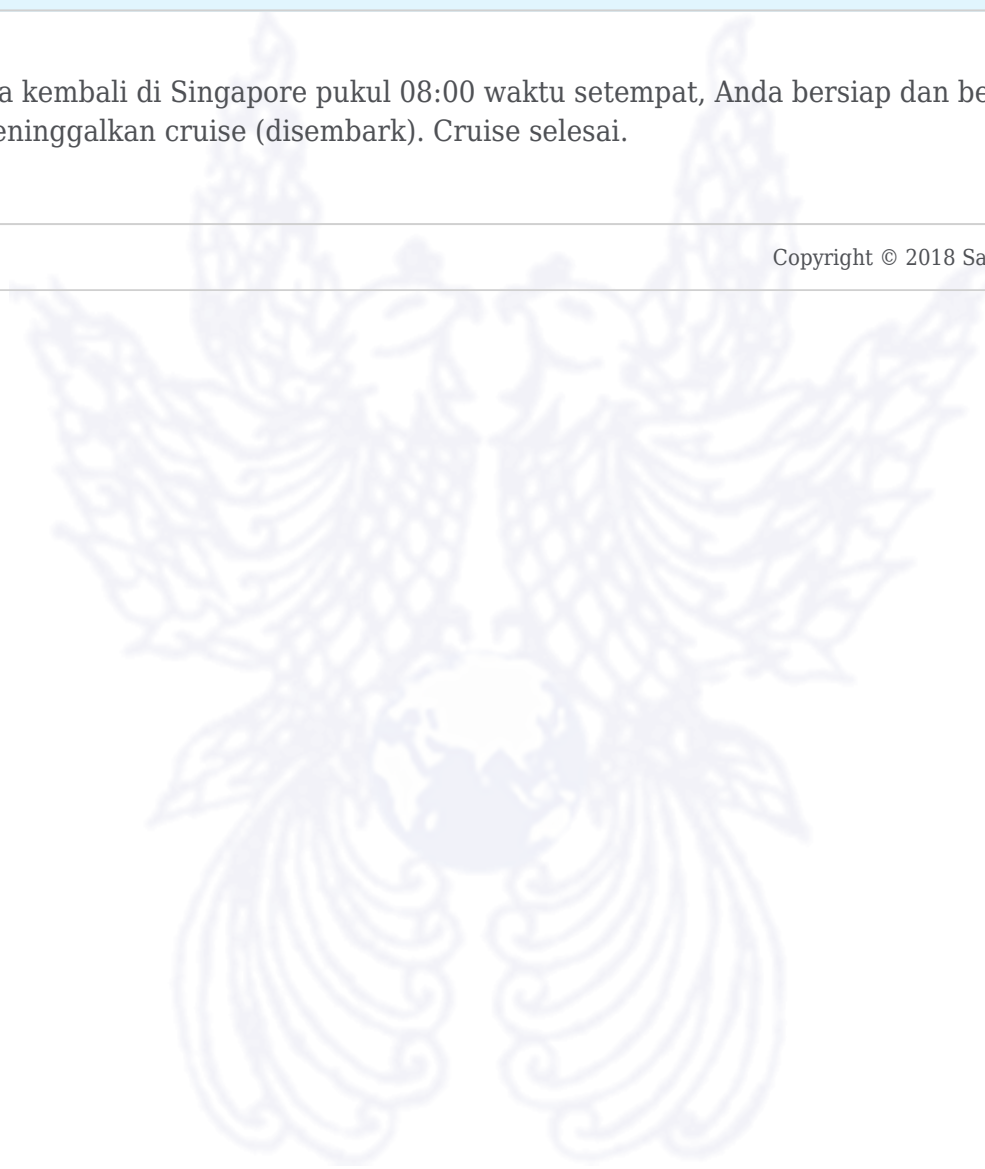 a kembali di Singapore pukul 08:00 waktu setempat, Anda bersiap dan be
eninggalkan cruise (disembark). Cruise selesai.
Copyright © 2018 Sa